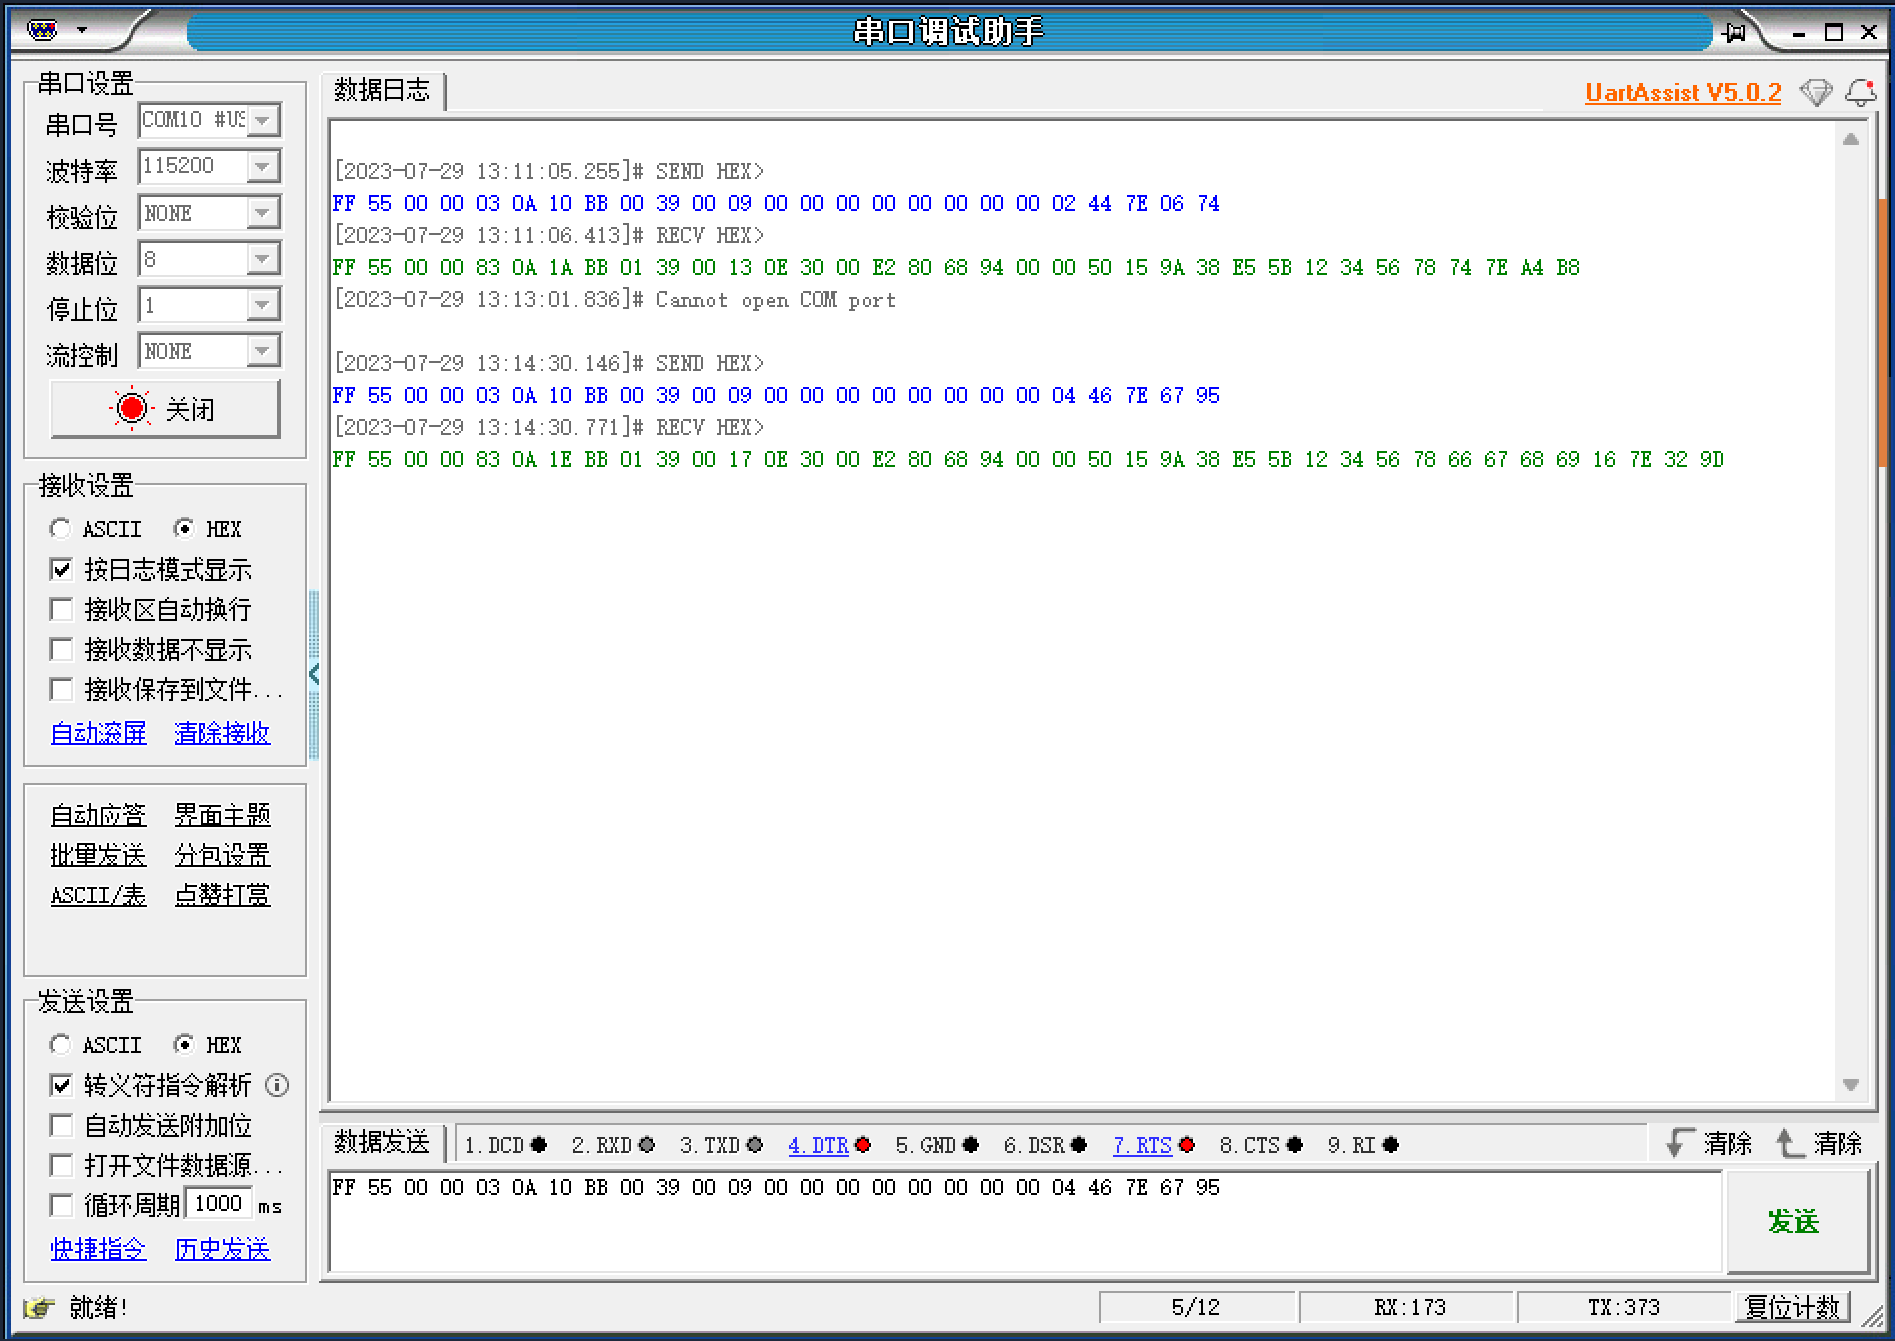 串口调试助手
串口设置
串口号 COM10 #US
波特率 115200
校验位 NONE
数据位 8
停止位 1
流控制 NONE
关闭
接收设置
ASCII HEX
按日志模式显示
接收区自动换行
接收数据不显示
接收保存到文件...
自动滚屏 清除接收
自动应答 界面主题
批量发送 分包设置
ASCII/表 点赞打赏
发送设置
ASCII HEX
转义符指令解析
自动发送附加位
打开文件数据源...
循环周期 1000 ms
快捷指令 历史发送
数据日志
UartAssist V5.0.2
[2023-07-29 13:11:05.255]# SEND HEX>
FF 55 00 00 03 0A 10 BB 00 39 00 09 00 00 00 00 00 00 00 00 02 44 7E 06 74
[2023-07-29 13:11:06.413]# RECV HEX>
FF 55 00 00 83 0A 1A BB 01 39 00 13 0E 30 00 E2 80 68 94 00 00 50 15 9A 38 E5 5B 12 34 56 78 74 7E A4 B8
[2023-07-29 13:13:01.836]# Cannot open COM port
[2023-07-29 13:14:30.146]# SEND HEX>
FF 55 00 00 03 0A 10 BB 00 39 00 09 00 00 00 00 00 00 00 00 04 46 7E 67 95
[2023-07-29 13:14:30.771]# RECV HEX>
FF 55 00 00 83 0A 1E BB 01 39 00 17 0E 30 00 E2 80 68 94 00 00 50 15 9A 38 E5 5B 12 34 56 78 66 67 68 69 16 7E 32 9D
数据发送 1.DCD 2.RXD 3.TXD 4.DTR 5.GND 6.DSR 7.RTS 8.CTS 9.RI 清除 清除
FF 55 00 00 03 0A 10 BB 00 39 00 09 00 00 00 00 00 00 00 00 04 46 7E 67 95
发送
就绪! 5/12 RX:173 TX:373 复位计数